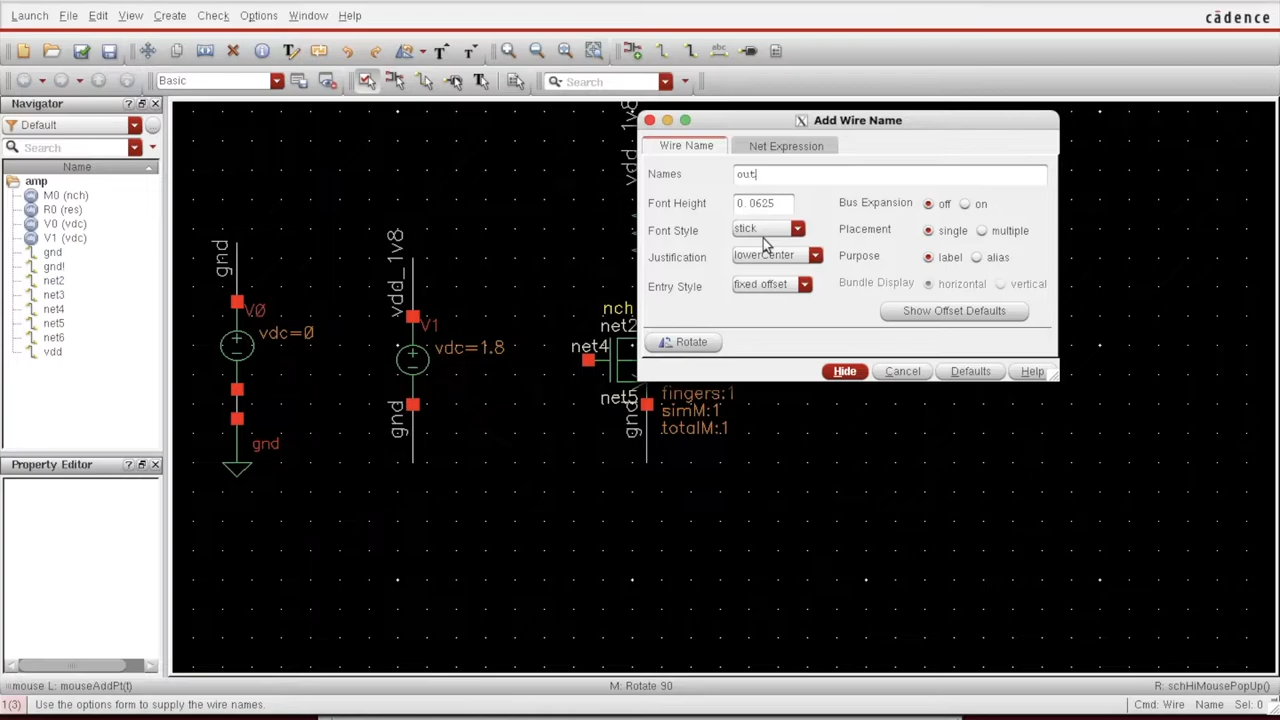 Launch File Edit View Create Check Options Window Help
cādence
Basic
Search
Navigator
Default
Search
Name
amp
M0 (nch)
R0 (res)
V0 (vdc)
V1 (vdc)
gnd
gnd!
net2
net3
net4
net5
net6
vdd
Property Editor
gnd
V0
vdc=0
gnd
vdd_1v8
V1
vdc=1.8
gnd
vdd_1v8
nch
net2
net4
net5
gnd
fingers:1
simM:1
totalM:1
Add Wire Name
Wire Name Net Expression
Names out
Font Height 0.0625 Bus Expansion off on
Font Style stick Placement single multiple
Justification lowerCenter Purpose label alias
Entry Style fixed offset Bundle Display horizontal vertical
Show Offset Defaults
Rotate
Hide Cancel Defaults Help
mouse L: mouseAddPt(t) M: Rotate 90 R: schHiMousePopUp()
1(3) Use the options form to supply the wire names. Cmd: Wire Name Sel: 0